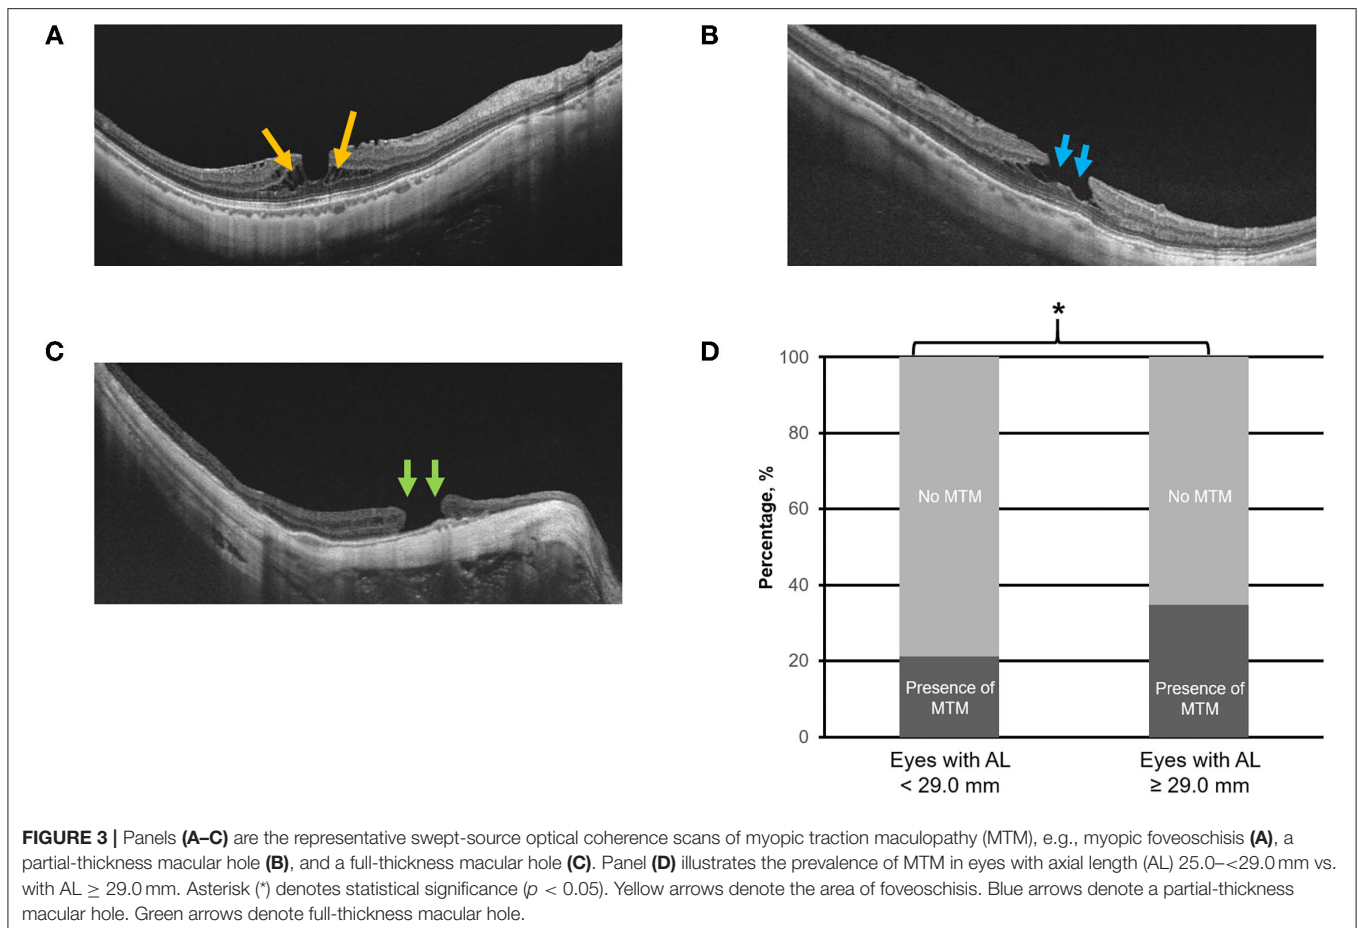 A
B
C
D
*
100
80
60
40
20
0
Percentage, %
No MTM
No MTM
Presence of
MTM
Presence of
MTM
Eyes with AL
< 29.0 mm
Eyes with AL
≥ 29.0 mm
FIGURE 3 | Panels (A–C) are the representative swept-source optical coherence scans of myopic traction maculopathy (MTM), e.g., myopic foveoschisis (A), a
partial-thickness macular hole (B), and a full-thickness macular hole (C). Panel (D) illustrates the prevalence of MTM in eyes with axial length (AL) 25.0–<29.0 mm vs.
with AL ≥ 29.0 mm. Asterisk (*) denotes statistical significance (p < 0.05). Yellow arrows denote the area of foveoschisis. Blue arrows denote a partial-thickness
macular hole. Green arrows denote full-thickness macular hole.